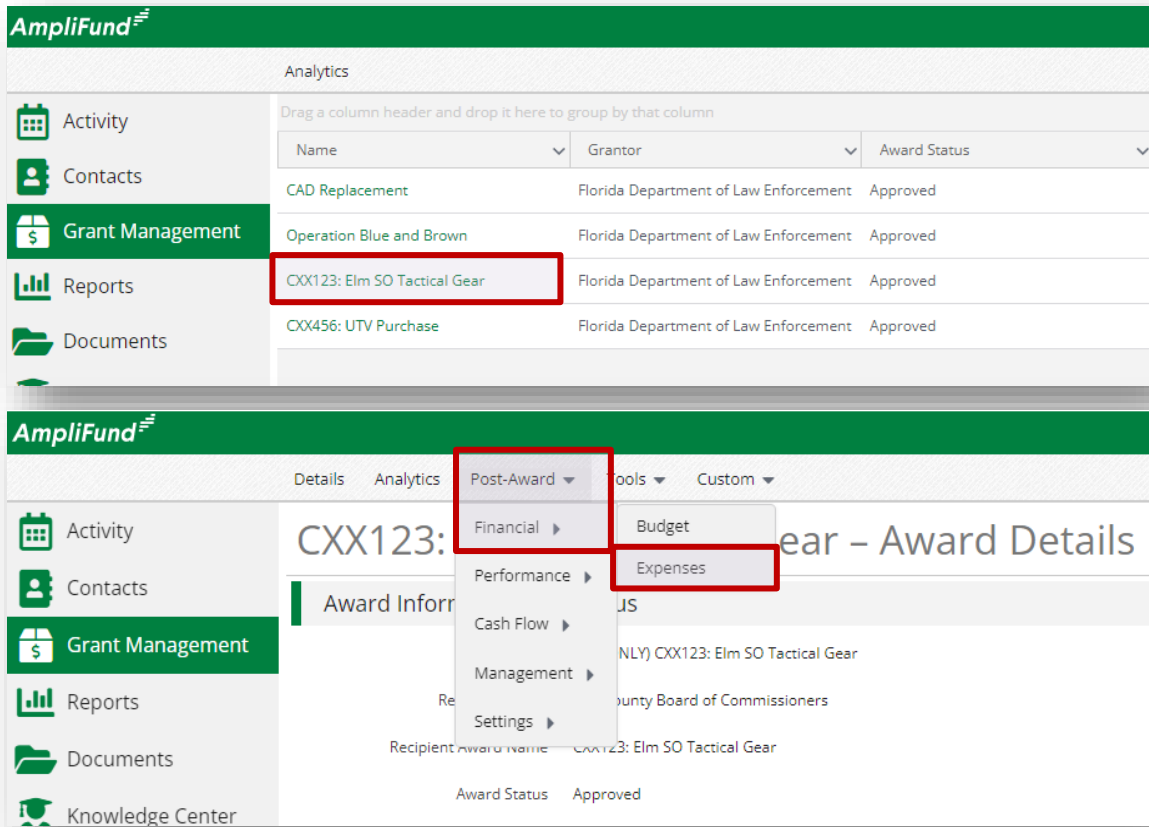 AmpliFund
Analytics
Activity
Contacts
Grant Management
Reports
Documents
Drag a column header and drop it here to group by that column
Name Grantor Award Status
CAD Replacement Florida Department of Law Enforcement Approved
Operation Blue and Brown Florida Department of Law Enforcement Approved
CXX123: Elm SO Tactical Gear Florida Department of Law Enforcement Approved
CXX456: UTV Purchase Florida Department of Law Enforcement Approved
AmpliFund
Details Analytics Post-Award Tools Custom
Activity
Contacts
Grant Management
Reports
Documents
Knowledge Center
Financial
Performance
Cash Flow
Management
Settings
Budget
Expenses
CXX123: ear – Award Details
Award Infor us
NLY) CXX123: Elm SO Tactical Gear
Re ounty Board of Commissioners
Recipient Award Name CXX123: Elm SO Tactical Gear
Award Status Approved